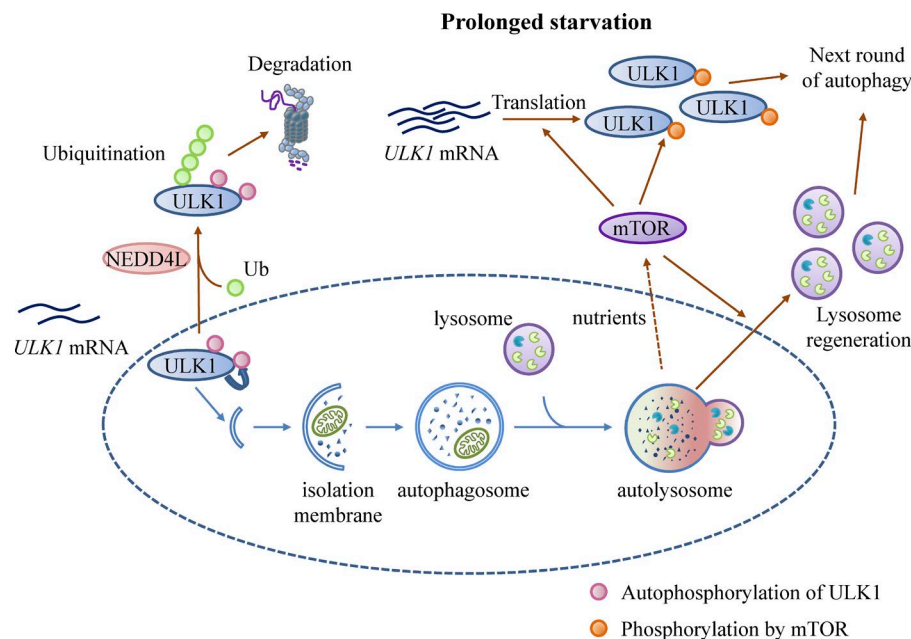 Prolonged starvation
Degradation
Ubiquitination
ULK1
NEDD4L
Ub
ULK1 mRNA
ULK1
Translation
ULK1 mRNA
ULK1
ULK1
ULK1
Next round
of autophagy
mTOR
lysosome
nutrients
Lysosome
regeneration
isolation
membrane
autophagosome
autolysosome
Autophosphorylation of ULK1
Phosphorylation by mTOR